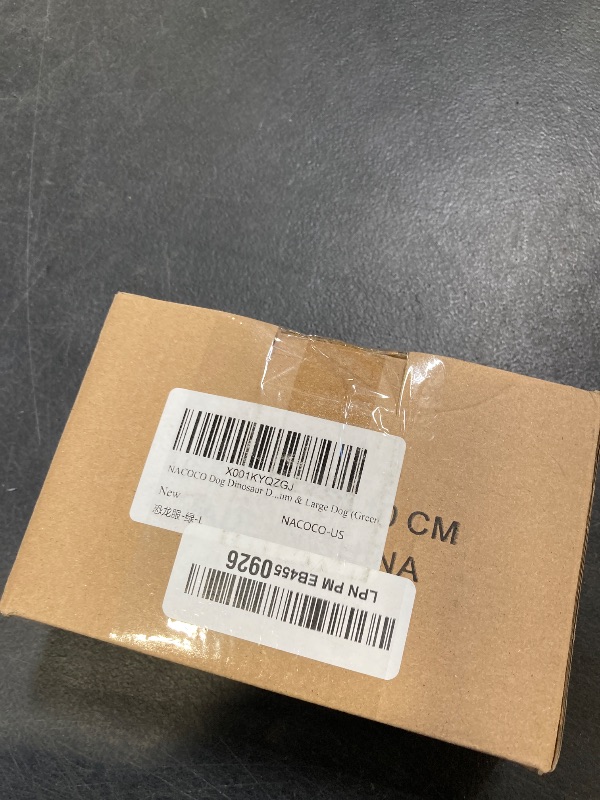 X001KYQZGJ
NACOCO Dog Dinosaur D...um & Large Dog (Green,
New
恐龙服-绿-L
NACOCO-US
CM
NA
LPN PM EB4550926